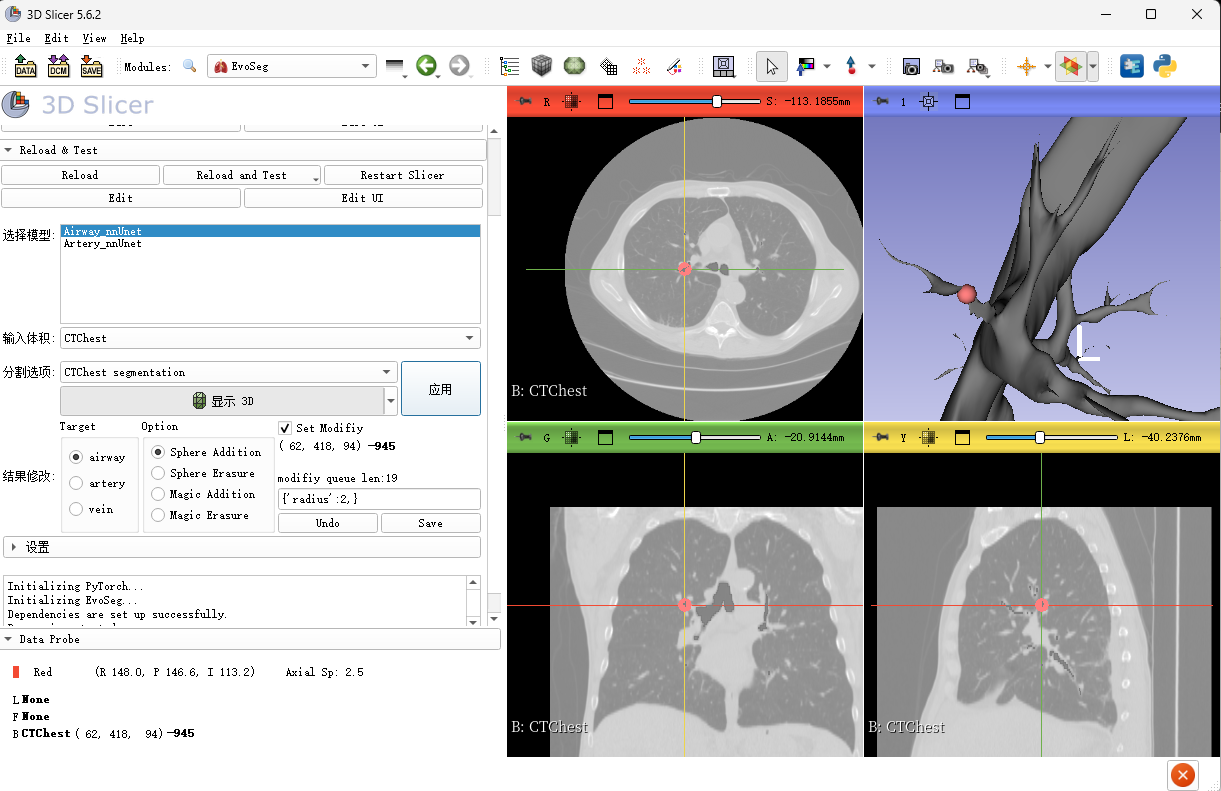 3D Slicer 5.6.2
File Edit View Help
DATA DCM SAVE Modules: EvoSeg
3D Slicer
Reload & Test
Reload Reload and Test Restart Slicer
Edit Edit UI
选择模型: Airway_nnUnet
Artery_nnUnet
输入体积: CTChest
分割选项: CTChest segmentation
显示 3D
应用
Target Option Set Modifiy
(62, 418, 94) -945
结果修改: airway
artery
vein
Sphere Addition
Sphere Erasure
Magic Addition
Magic Erasure
modifiy queue len:19
{'radius':2,}
Undo Save
设置
Initializing PyTorch...
Initializing EvoSeg...
Dependencies are set up successfully.
Data Probe
Red (R 148.0, P 146.6, I 113.2) Axial Sp: 2.5
L None
F None
B CTChest ( 62, 418, 94) -945
R S: -113.1855mm
B: CTChest
1
G A: -20.9144mm
B: CTChest
Y L: -40.2376mm
B: CTChest